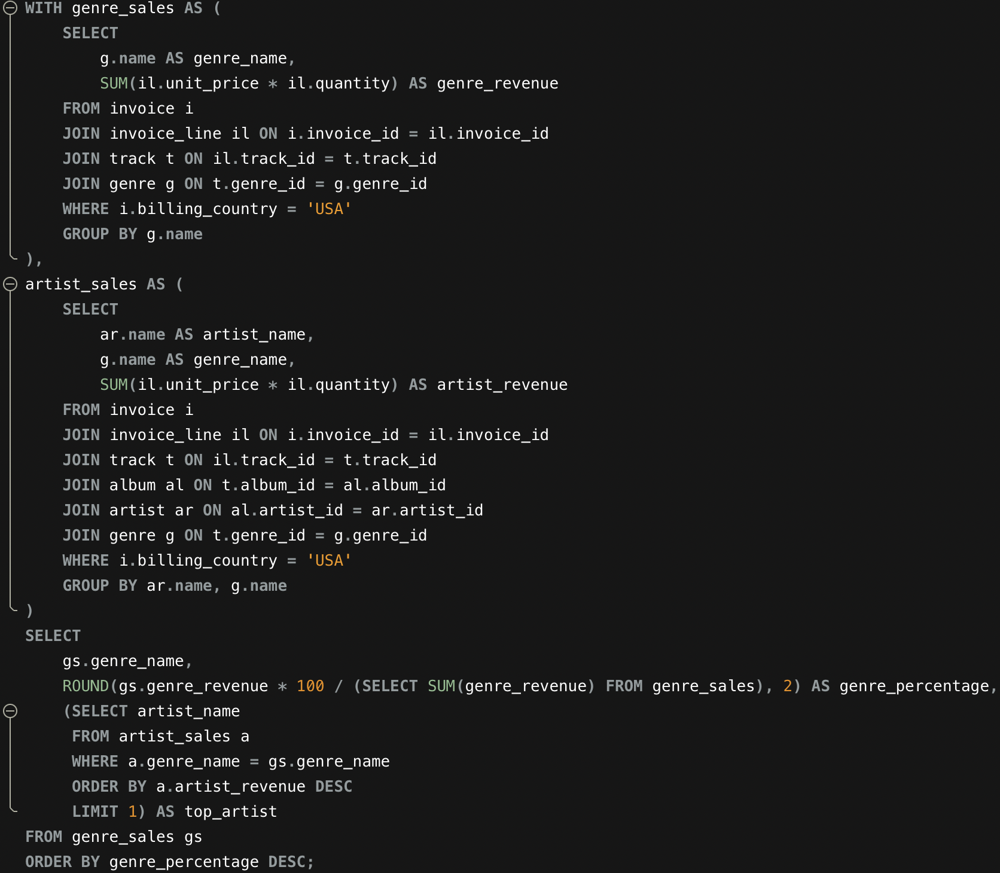 WITH genre_sales AS (
    SELECT
        g.name AS genre_name,
        SUM(il.unit_price * il.quantity) AS genre_revenue
    FROM invoice i
    JOIN invoice_line il ON i.invoice_id = il.invoice_id
    JOIN track t ON il.track_id = t.track_id
    JOIN genre g ON t.genre_id = g.genre_id
    WHERE i.billing_country = 'USA'
    GROUP BY g.name
),
artist_sales AS (
    SELECT
        ar.name AS artist_name,
        g.name AS genre_name,
        SUM(il.unit_price * il.quantity) AS artist_revenue
    FROM invoice i
    JOIN invoice_line il ON i.invoice_id = il.invoice_id
    JOIN track t ON il.track_id = t.track_id
    JOIN album al ON t.album_id = al.album_id
    JOIN artist ar ON al.artist_id = ar.artist_id
    JOIN genre g ON t.genre_id = g.genre_id
    WHERE i.billing_country = 'USA'
    GROUP BY ar.name, g.name
)
SELECT
    gs.genre_name,
    ROUND(gs.genre_revenue * 100 / (SELECT SUM(genre_revenue) FROM genre_sales), 2) AS genre_percentage,
    (SELECT artist_name
     FROM artist_sales a
     WHERE a.genre_name = gs.genre_name
     ORDER BY a.artist_revenue DESC
     LIMIT 1) AS top_artist
FROM genre_sales gs
ORDER BY genre_percentage DESC;